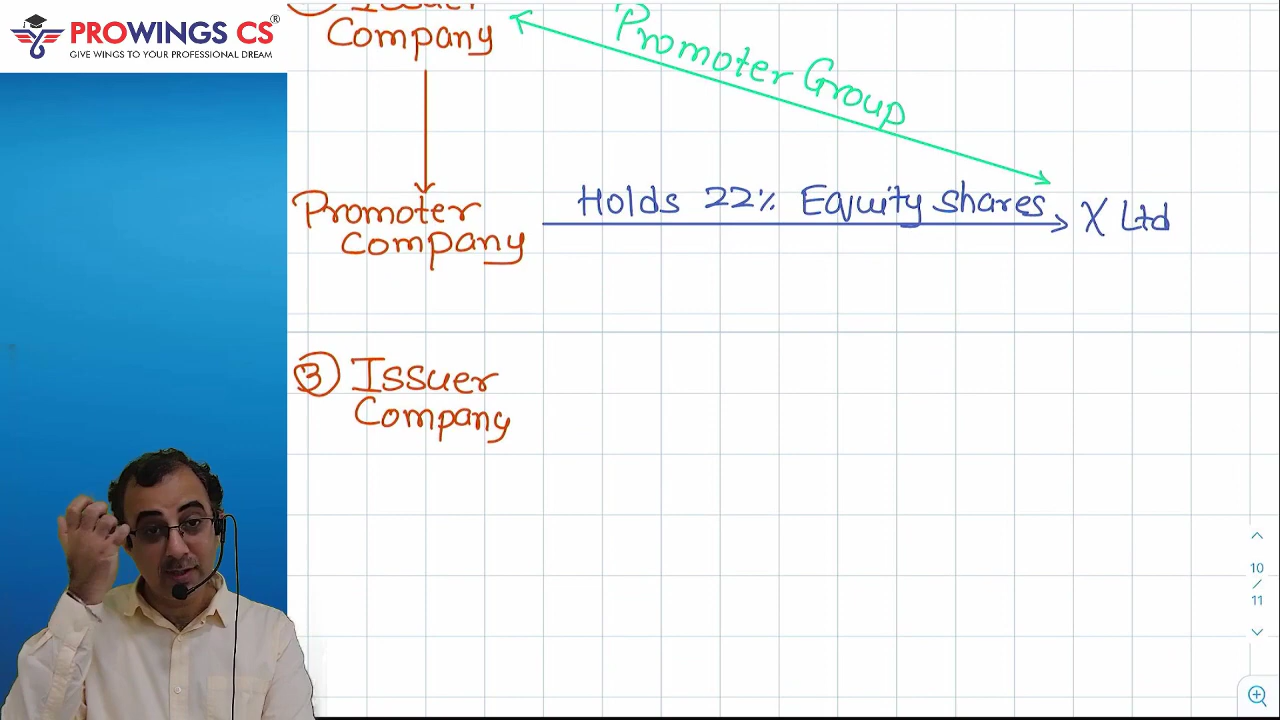 PROWINGS CS®
GIVE WINGS TO YOUR PROFESSIONAL DREAM
Issuer
Company
Promoter Group
Promoter
Company
Holds 22% Equity shares
X Ltd
3 Issuer
Company
10
/
11